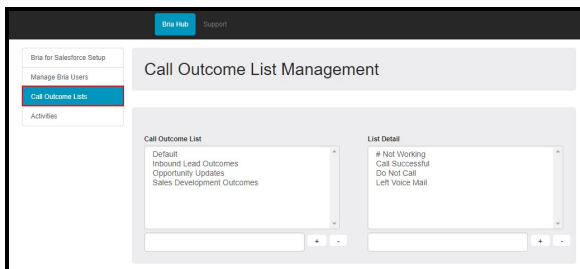 Bria Hub Support
Bria for Salesforce Setup
Manage Bria Users
Call Outcome Lists
Activities
Call Outcome List Management
Call Outcome List
Default
Inbound Lead Outcomes
Opportunity Updates
Sales Development Outcomes
+ -
List Detail
# Not Working
Call Successful
Do Not Call
Left Voice Mail
+ -